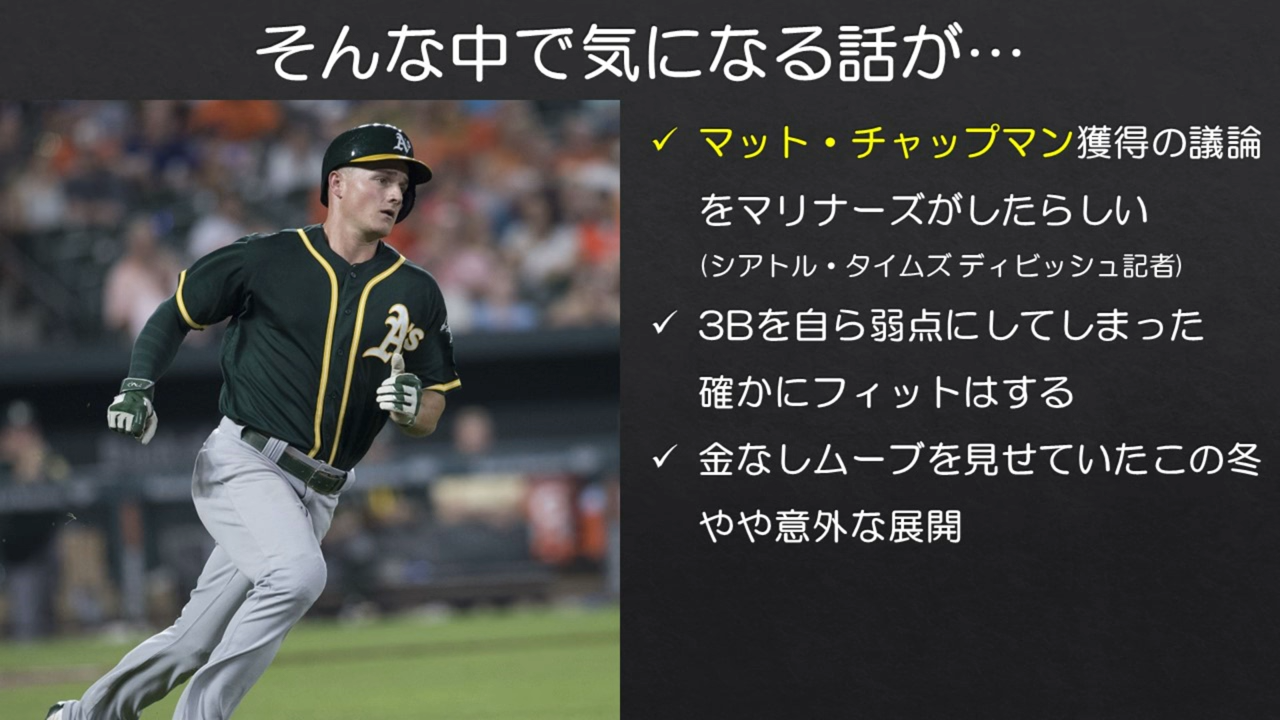 そんな中で気になる話が…
✓ マット・チャップマン獲得の議論
をマリナーズがしたらしい
(シアトル・タイムズ ディビッシュ記者)
✓ 3Bを自ら弱点にしてしまった
確かにフィットはする
✓ 金なしムーブを見せていたこの冬
やや意外な展開
A's
A's